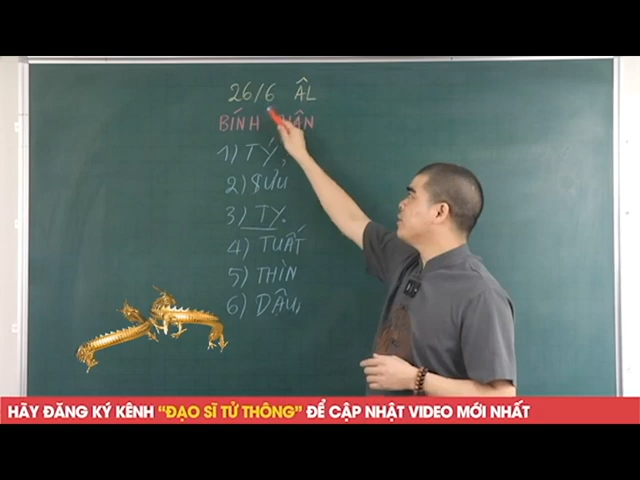 26/6 ÂL
BÍNH
1) TÝ,
2) SỬU
3) TỴ.
4) TUẤT
5) THÌN
6) DẬU,
HÃY ĐĂNG KÝ KÊNH “ĐẠO SĨ TỬ THÔNG” ĐỂ CẬP NHẬT VIDEO MỚI NHẤT